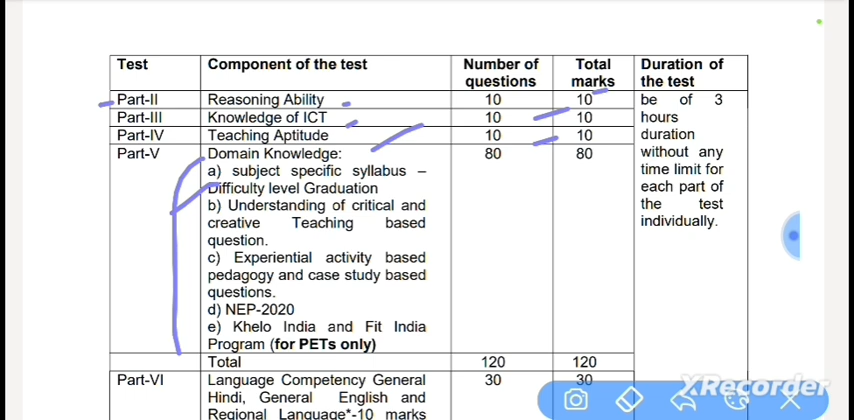 Test Component of the test Number of questions Total marks Duration of the test
Part-II Reasoning Ability 10 10 be of 3
Part-III Knowledge of ICT 10 10 hours
Part-IV Teaching Aptitude 10 10 duration
Part-V Domain Knowledge: 80 80 without any
a) subject specific syllabus – time limit for
Difficulty level Graduation each part of
b) Understanding of critical and the test
creative Teaching based individually.
question.
c) Experiential activity based
pedagogy and case study based
questions.
d) NEP-2020
e) Khelo India and Fit India
Program (for PETs only)
Total 120 120
Part-VI Language Competency General 30 30
Hindi, General English and
Regional Language*-10 marks
XRecorder